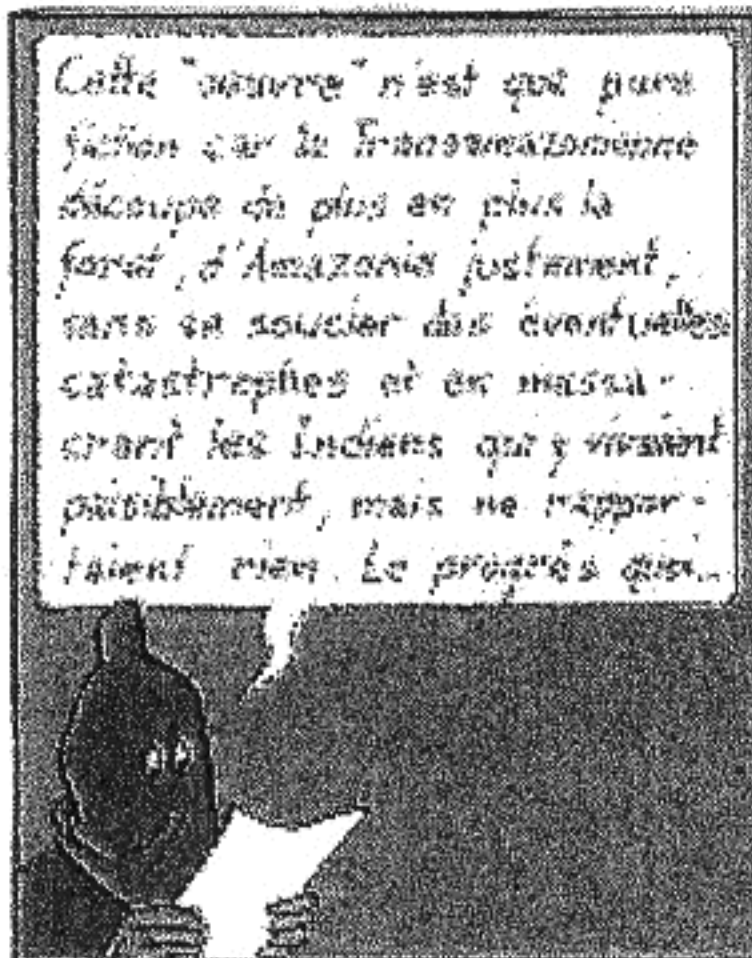 Cette "oeuvre" n'est que pure
fiction car la Transamazonienne
découpe de plus en plus la
foret, d'Amazonie justement,
sans se soucier des éventuelles
catastrophes et en massa-
crant les Indiens qui y vivaient
paisiblement, mais ne rappor-
taient rien. Le progrès quoi...